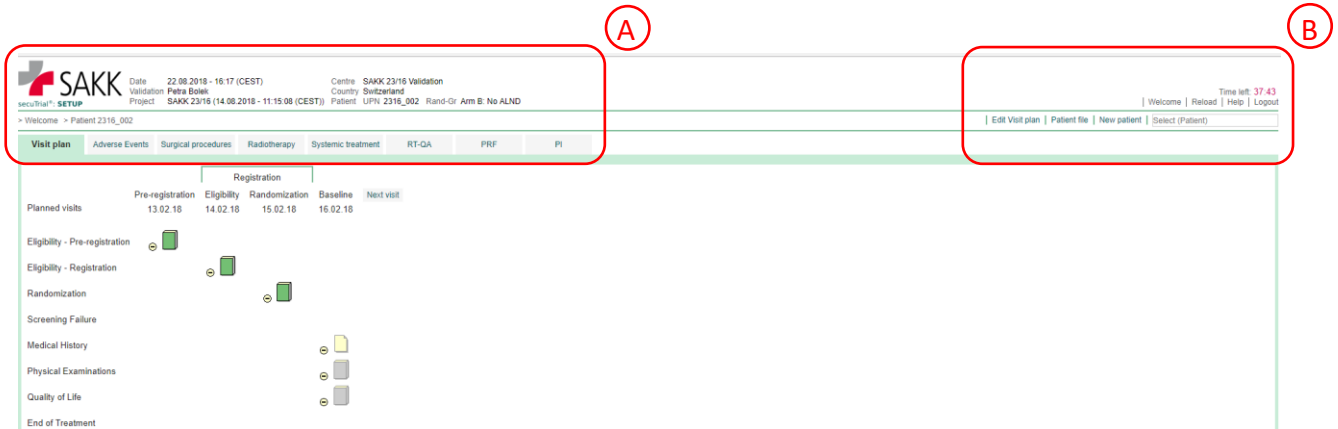 A
B
SAKK
secuTrial®: SETUP
Date 22.08.2018 - 16:17 (CEST) Centre SAKK 23/16 Validation
Validation Petra Bolek Country Switzerland
Project SAKK 23/16 (14.08.2018 - 11:15:08 (CEST)) Patient UPN 2316_002 Rand-Gr Arm B: No ALND
Time left: 37:43
| Welcome | Reload | Help | Logout
> Welcome > Patient 2316_002 | Edit Visit plan | Patient file | New patient | Select (Patient)
Visit plan Adverse Events Surgical procedures Radiotherapy Systemic treatment RT-QA PRF PI
Registration
Pre-registration Eligibility Randomization Baseline Next visit
Planned visits 13.02.18 14.02.18 15.02.18 16.02.18
Eligibility - Pre-registration
Eligibility - Registration
Randomization
Screening Failure
Medical History
Physical Examinations
Quality of Life
End of Treatment